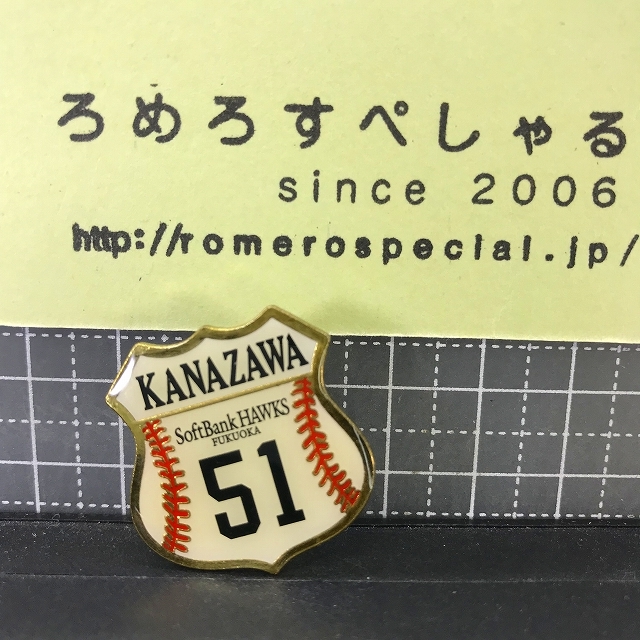 ろめろすぺしゃる
since 2006
http://romerospecial.jp/
KANAZAWA
SoftBank HAWKS
FUKUOKA
51